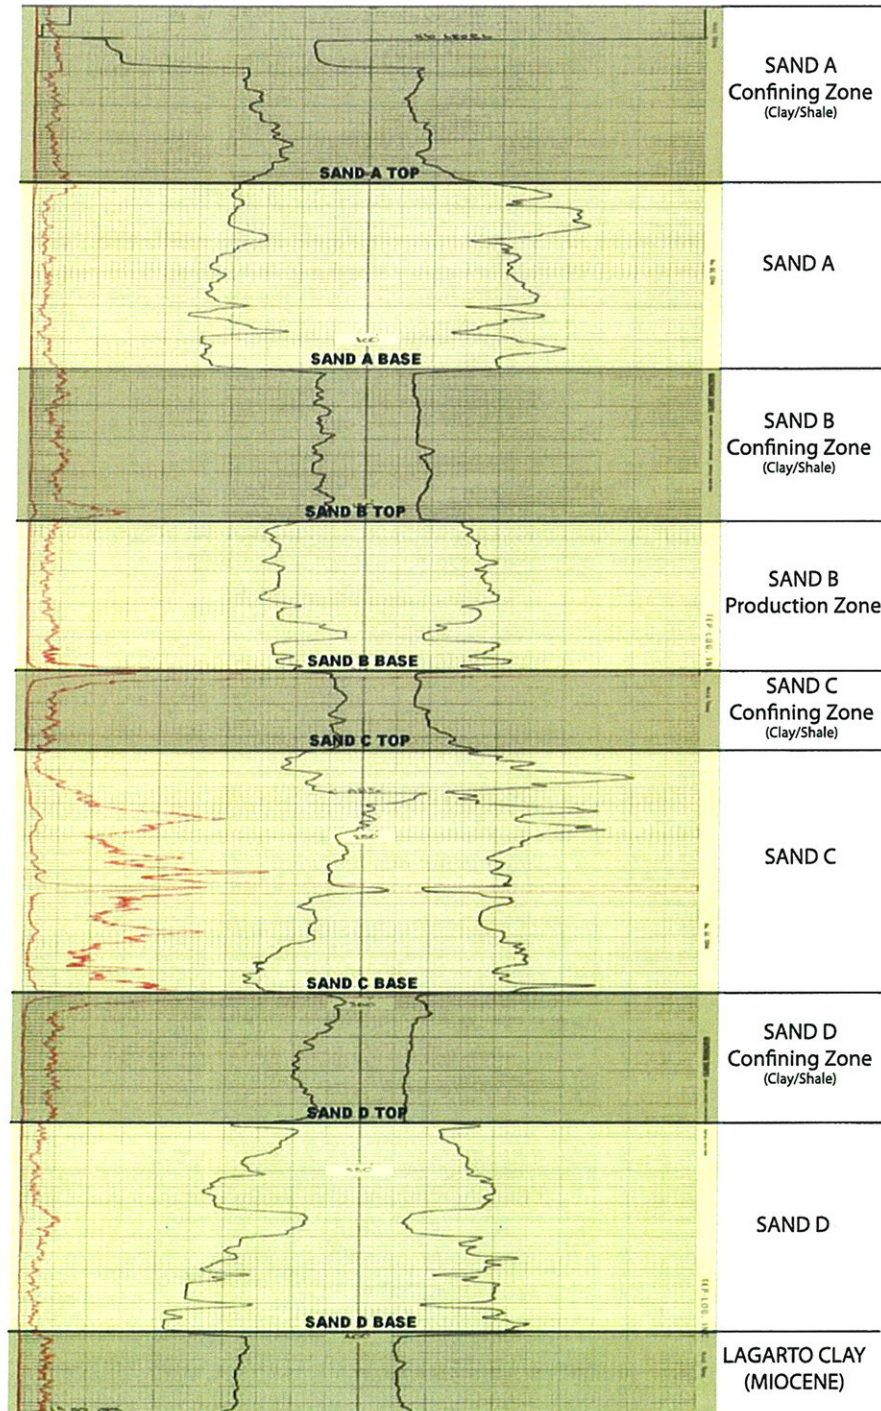 SAND A
Confining Zone
(Clay/Shale)
SAND A TOP
SAND A
SAND A BASE
SAND B
Confining Zone
(Clay/Shale)
SAND B TOP
SAND B
Production Zone
SAND B BASE
SAND C
Confining Zone
(Clay/Shale)
SAND C TOP
SAND C
SAND C BASE
SAND D
Confining Zone
(Clay/Shale)
SAND D TOP
SAND D
SAND D BASE
LAGARTO CLAY
(MIOCENE)